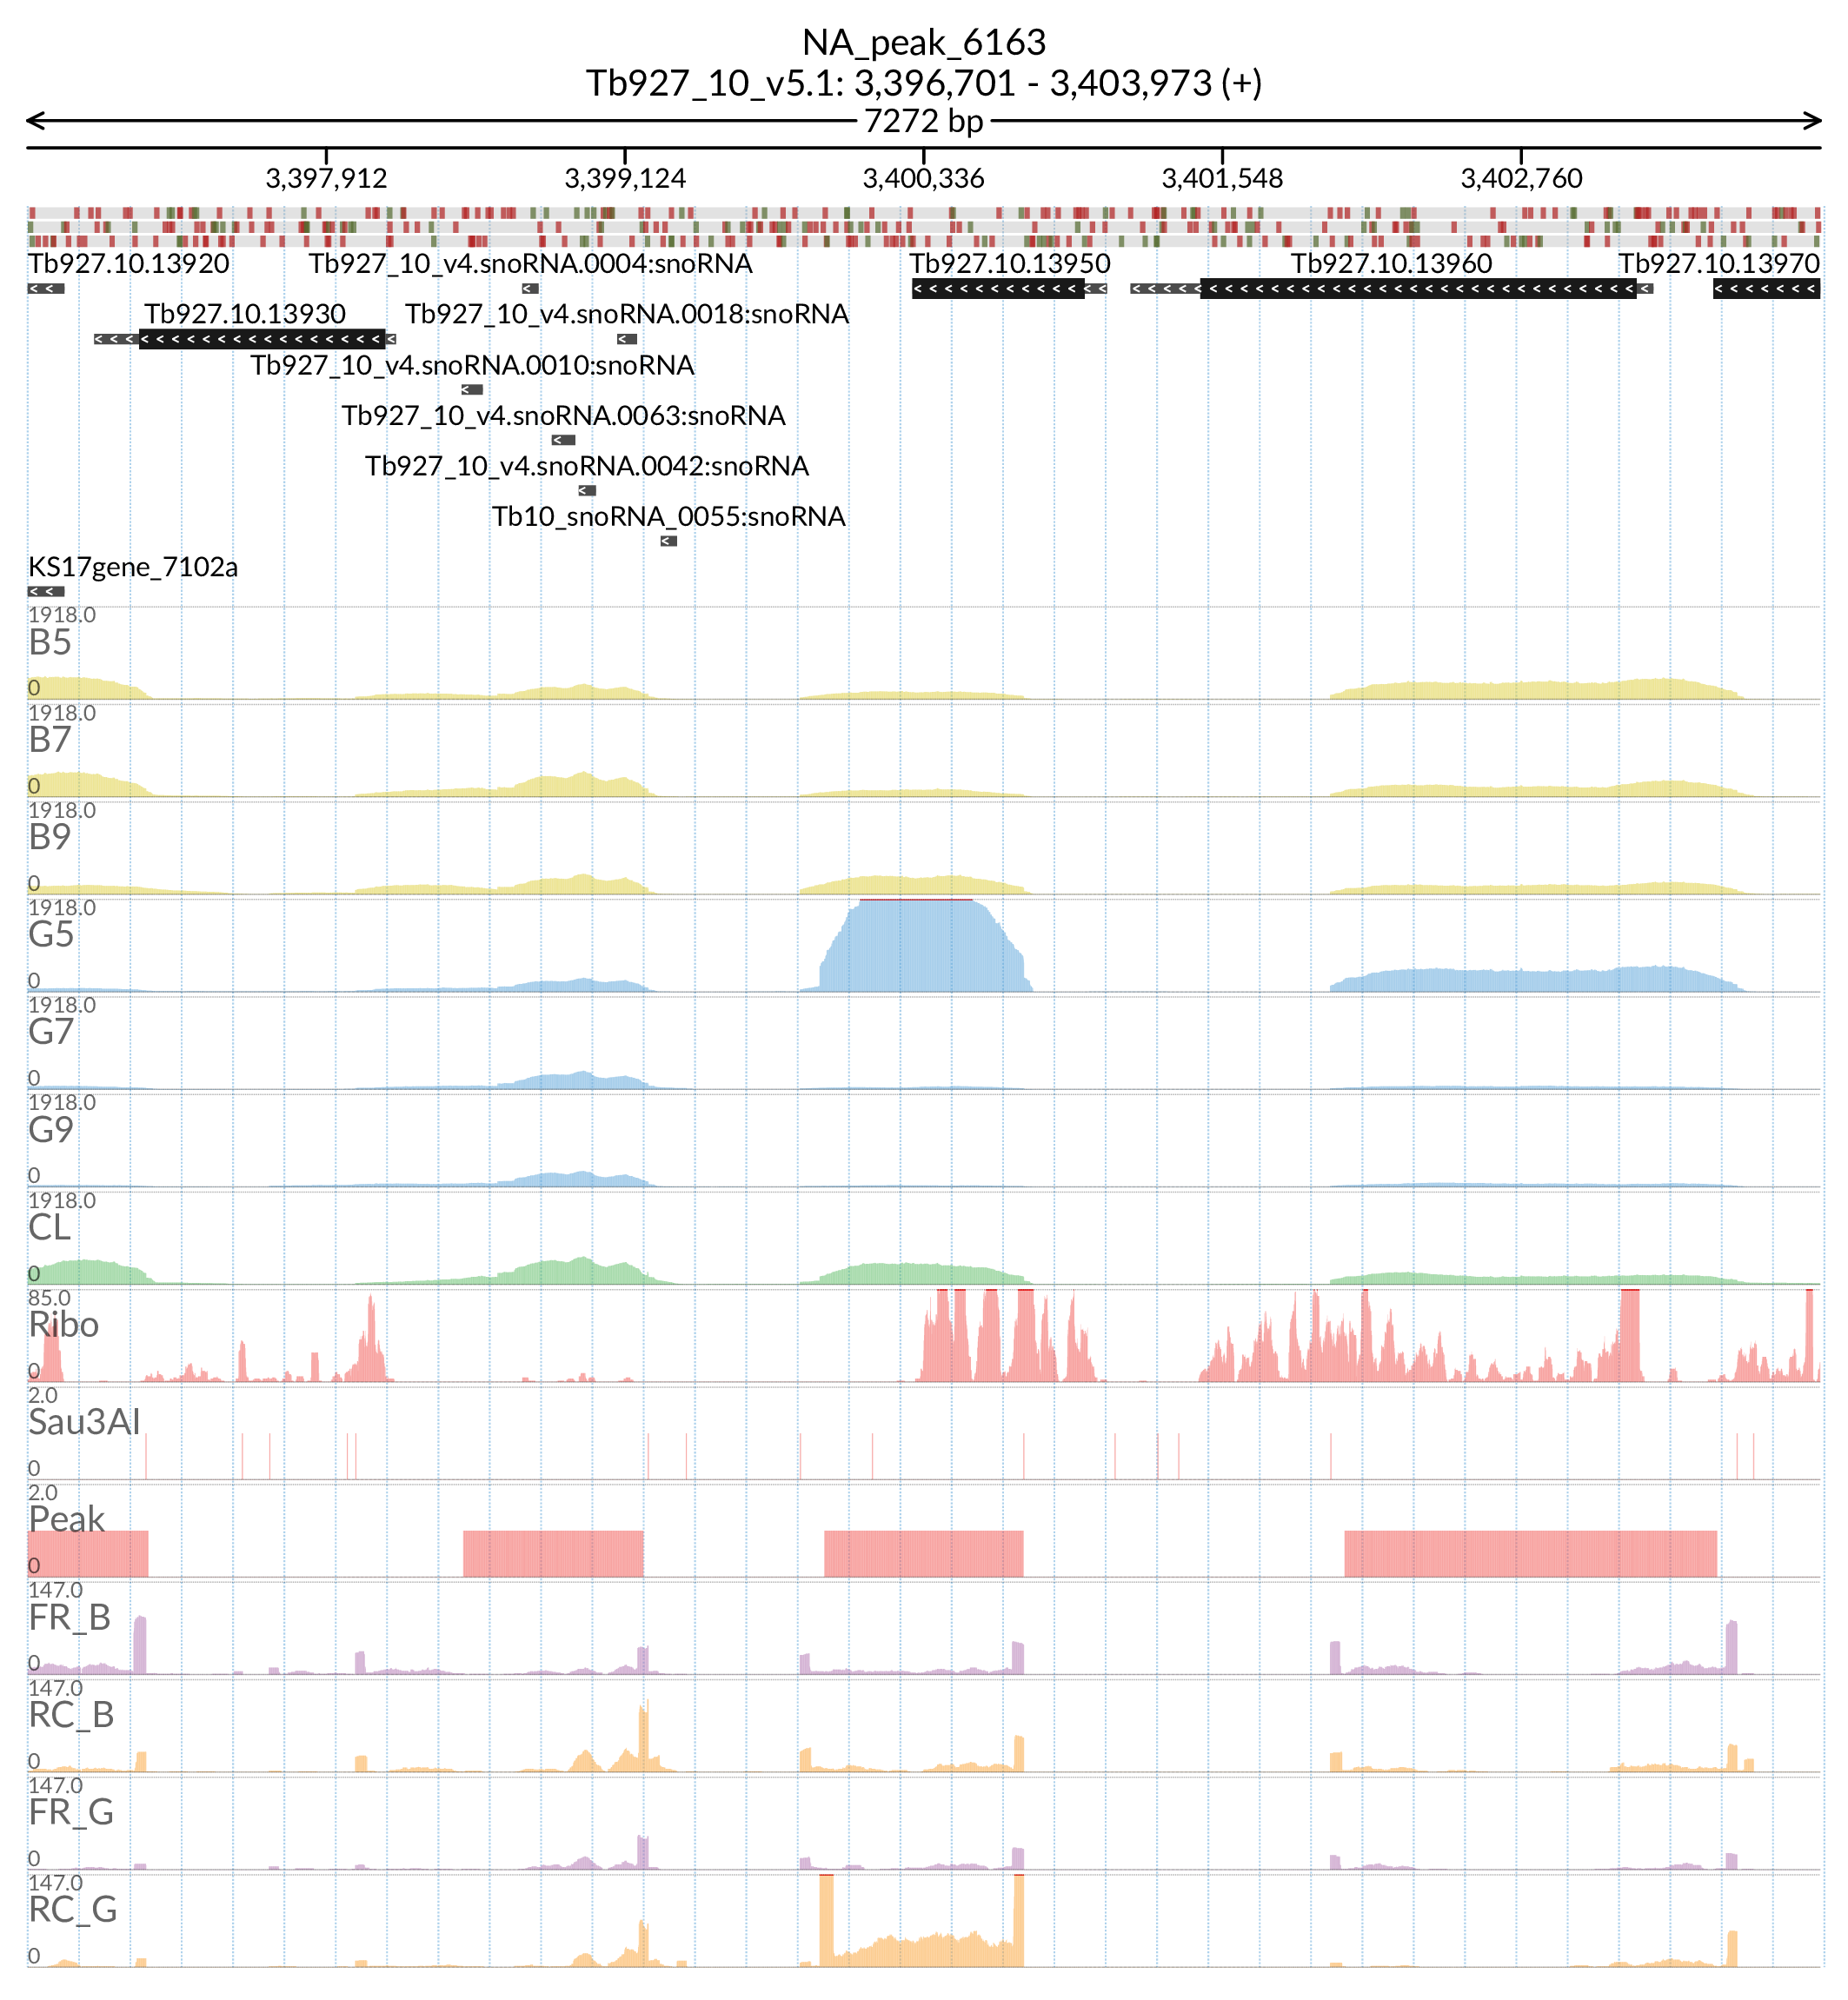 NA_peak_6163
Tb927_10_v5.1: 3,396,701 - 3,403,973 (+)
7272 bp
3,397,912 3,399,124 3,400,336 3,401,548 3,402,760
Tb927.10.13920 Tb927_10_v4.snoRNA.0004:snoRNA Tb927.10.13950 Tb927.10.13960 Tb927.10.13970
Tb927.10.13930 Tb927_10_v4.snoRNA.0018:snoRNA
Tb927_10_v4.snoRNA.0010:snoRNA
Tb927_10_v4.snoRNA.0063:snoRNA
Tb927_10_v4.snoRNA.0042:snoRNA
Tb10_snoRNA_0055:snoRNA
KS17gene_7102a
1918.0
B5
0
1918.0
B7
0
1918.0
B9
0
1918.0
G5
0
1918.0
G7
0
1918.0
G9
0
1918.0
CL
0
85.0
Ribo
0
2.0
Sau3AI
0
2.0
Peak
0
147.0
FR_B
0
147.0
RC_B
0
147.0
FR_G
0
147.0
RC_G
0